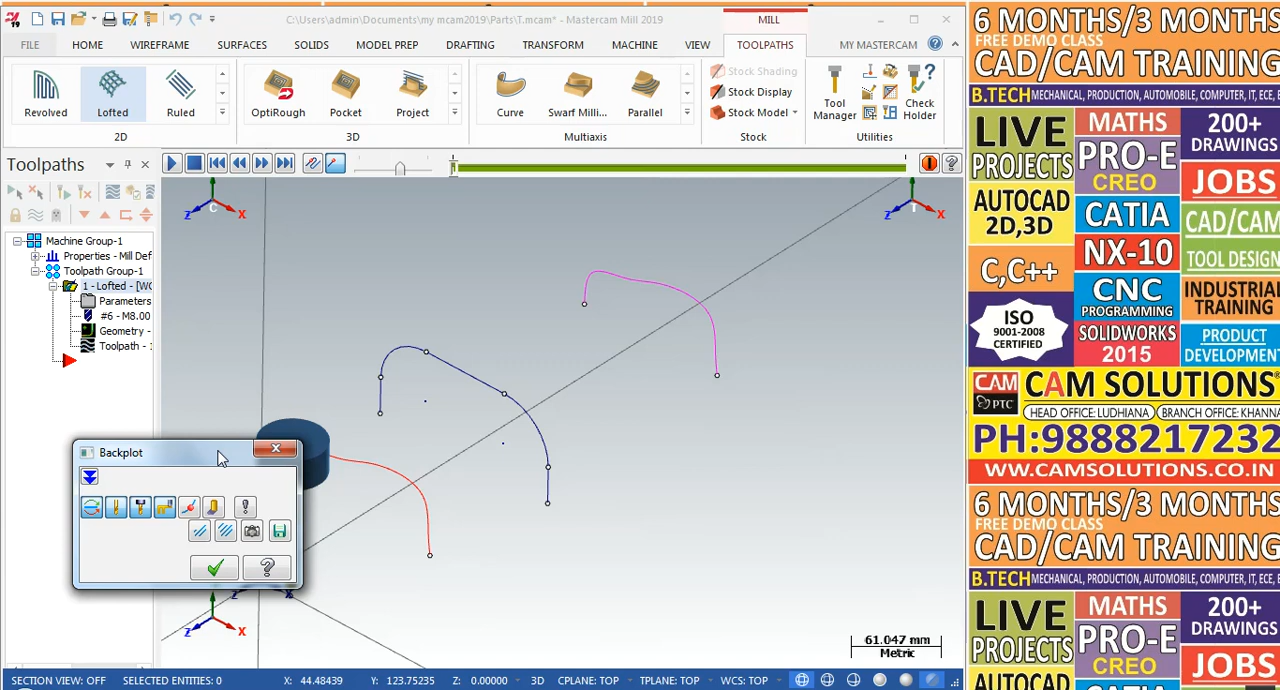 C:\Users\admin\Documents\my mcam2019\Parts\T.mcam* - Mastercam Mill 2019
MILL
FILE
HOME
WIREFRAME
SURFACES
SOLIDS
MODEL PREP
DRAFTING
TRANSFORM
MACHINE
VIEW
TOOLPATHS
MY MASTERCAM
Revolved
Lofted
Ruled
2D
OptiRough
Pocket
Project
3D
Curve
Swarf Milli...
Parallel
Multiaxis
Stock Shading
Stock Display
Stock Model
Stock
Tool
Manager
Check
Holder
Utilities
Toolpaths
Machine Group-1
Properties - Mill Def
Toolpath Group-1
1 - Lofted - [WC
Parameters
#6 - M8.00
Geometry -
Toolpath - 1
C
Z
X
T
Z
X
Backplot
Z
X
61.047 mm
Metric
SECTION VIEW: OFF
SELECTED ENTITIES: 0
X: 44.48439
Y: 123.75235
Z: 0.00000
3D
CPLANE: TOP
TPLANE: TOP
WCS: TOP
6 MONTHS/3 MONTHS
FREE DEMO CLASS
CAD/CAM TRAINING
B.TECH MECHANICAL, PRODUCTION, AUTOMOBILE, COMPUTER, IT, ECE, E
LIVE
PROJECTS
MATHS
PRO-E
CREO
200+
DRAWINGS
JOBS
AUTOCAD
2D,3D
CATIA
CAD/CAM
NX-10
TOOL DESIGN
C,C++
CNC
PROGRAMMING
INDUSTRIAL
TRAINING
ISO
9001-2008
CERTIFIED
SOLIDWORKS
2015
PRODUCT
DEVELOPMENT
CAM
PTC
CAM SOLUTIONS®
HEAD OFFICE: LUDHIANA
BRANCH OFFICE: KHANNA
PH:9888217232
WWW.CAMSOLUTIONS.CO.IN
6 MONTHS/3 MONTHS
FREE DEMO CLASS
CAD/CAM TRAINING
B.TECH MECHANICAL, PRODUCTION, AUTOMOBILE, COMPUTER, IT, ECE, E
LIVE
PROJECTS
MATHS
PRO-E
CREO
200+
DRAWINGS
JOBS
AUTOCAD
CATIA
CAD/CAM